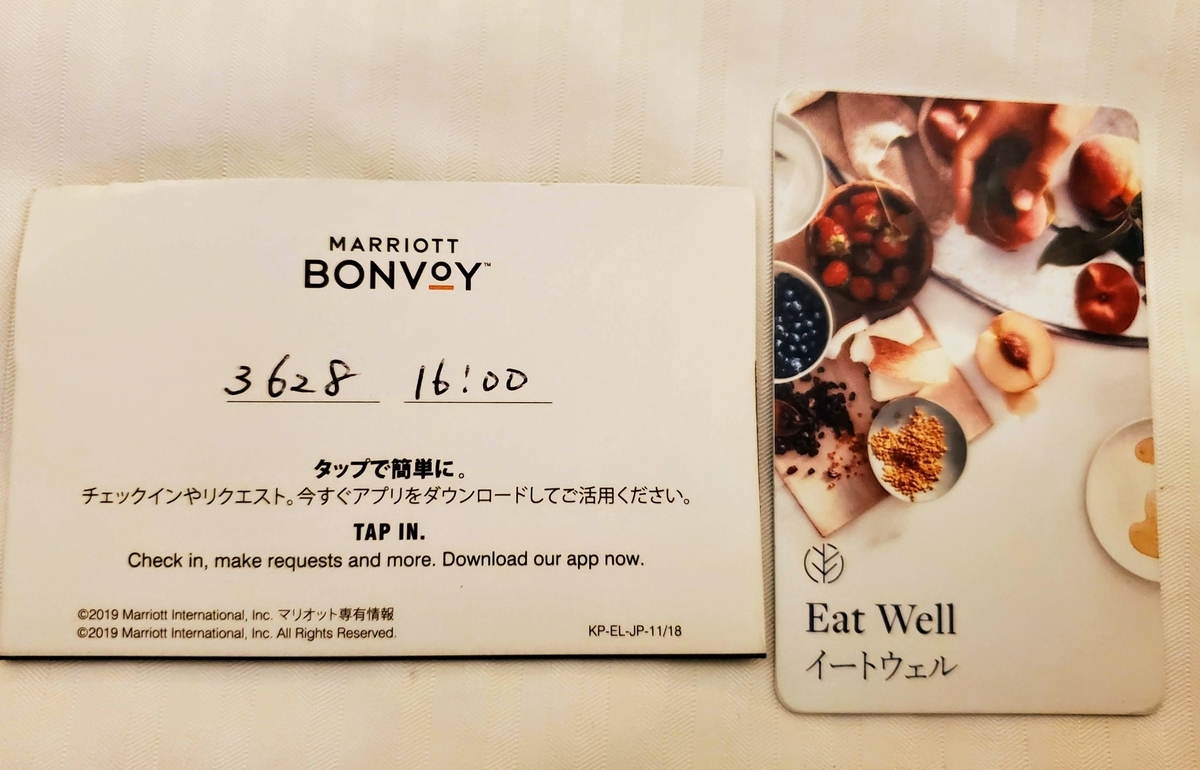 MARRIOTT
BONVOY™
3628 16:00
タップで簡単に。
チェックインやリクエスト。今すぐアプリをダウンロードしてご活用ください。
TAP IN.
Check in, make requests and more. Download our app now.
©2019 Marriott International, Inc. マリオット専有情報
©2019 Marriott International, Inc. All Rights Reserved.
KP-EL-JP-11/18
Eat Well
イートウェル